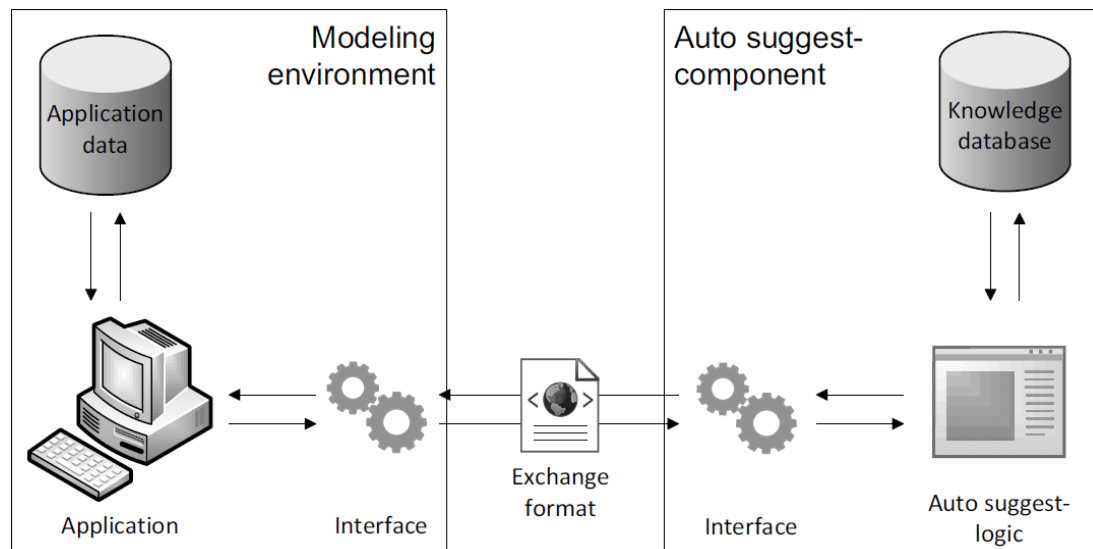 Modeling
environment
Auto suggest-
component
Application
data
Knowledge
database
Exchange
format
Application
Interface
Interface
Auto suggest-
logic